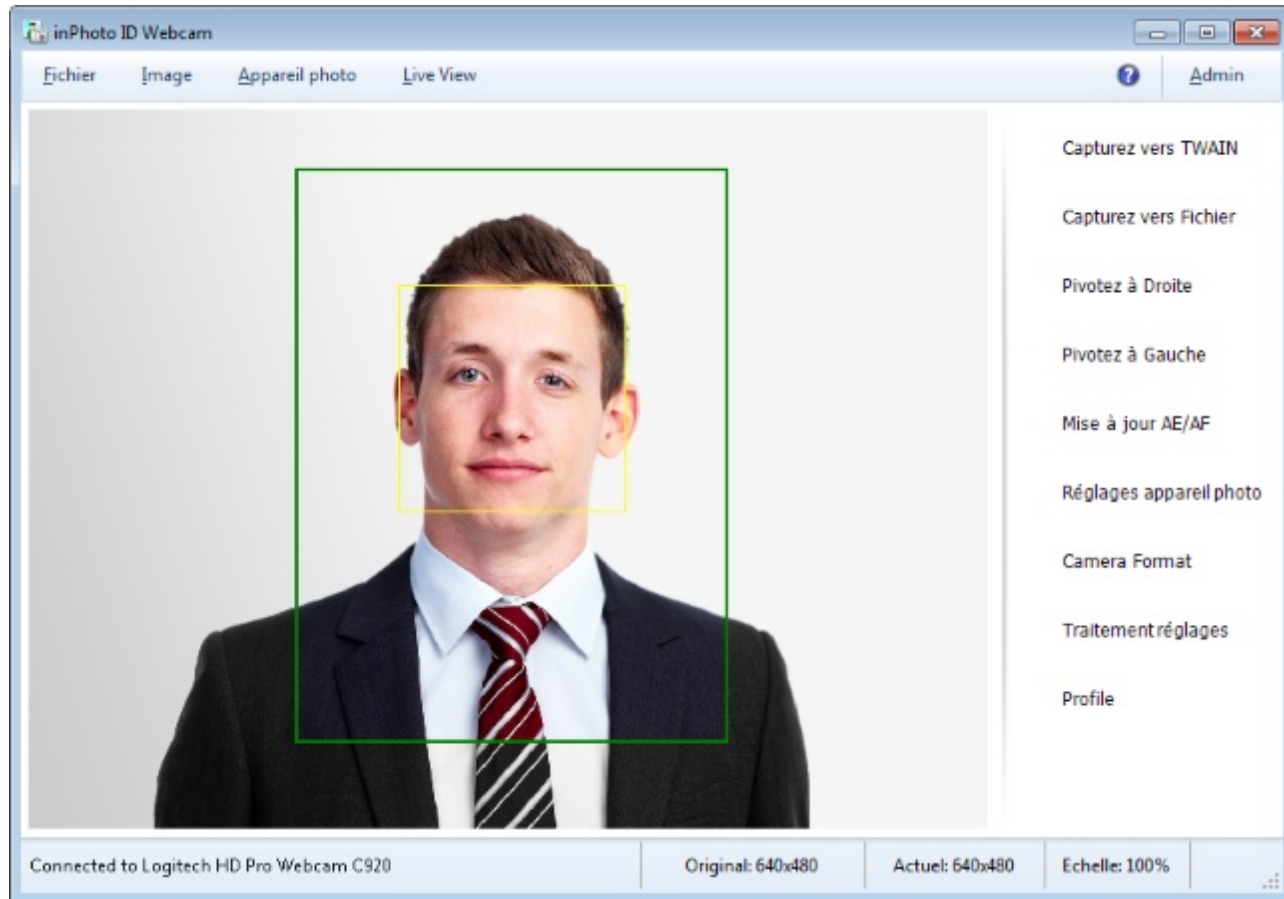 inPhoto ID Webcam
Fichier Image Appareil photo Live View ? Admin
Capturez vers TWAIN
Capturez vers Fichier
Pivotez à Droite
Pivotez à Gauche
Mise à jour AE/AF
Réglages appareil photo
Camera Format
Traitement réglages
Profile
Connected to Logitech HD Pro Webcam C920 Original: 640x480 Actuel: 640x480 Echelle: 100%